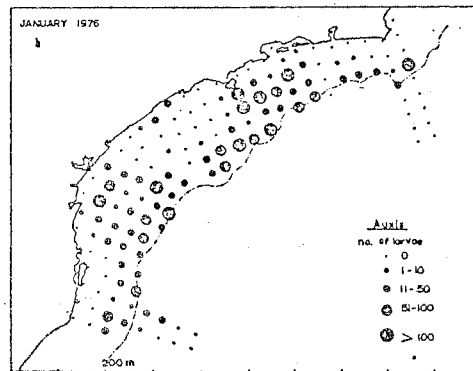 JANUARY 1976
Auxis
no. of larvae
0
1-10
11-50
51-100
>100
200 m